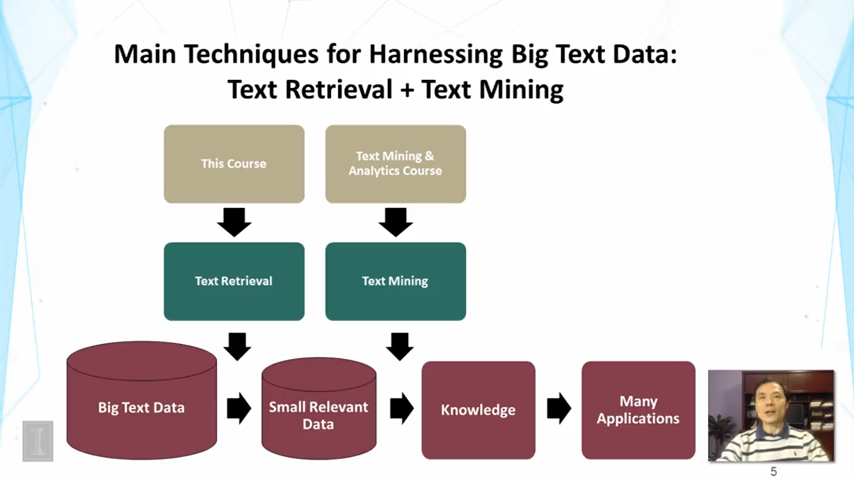 Main Techniques for Harnessing Big Text Data:
Text Retrieval + Text Mining
This Course
Text Mining &
Analytics Course
Text Retrieval
Text Mining
Big Text Data
Small Relevant
Data
Knowledge
Many
Applications
I
5